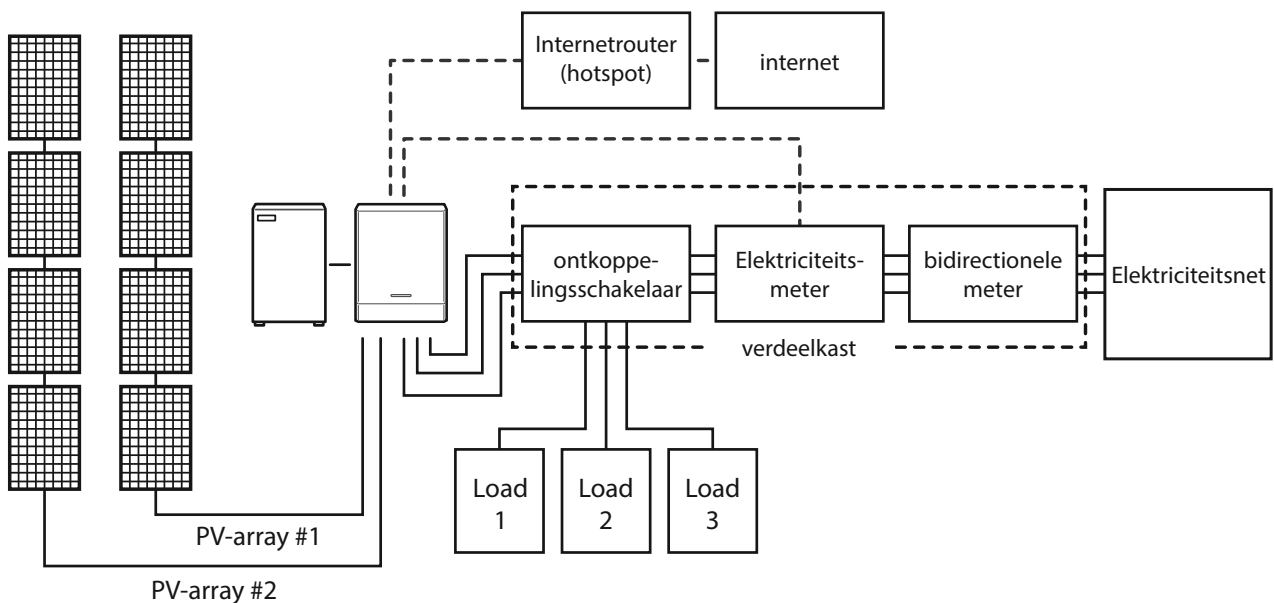 Internetrouter
(hotspot)
internet
ontkoppe-
lingsschakelaar
Elektriciteits-
meter
bidirectionele
meter
Elektriciteitsnet
verdeelkast
Load
1
Load
2
Load
3
PV-array #1
PV-array #2